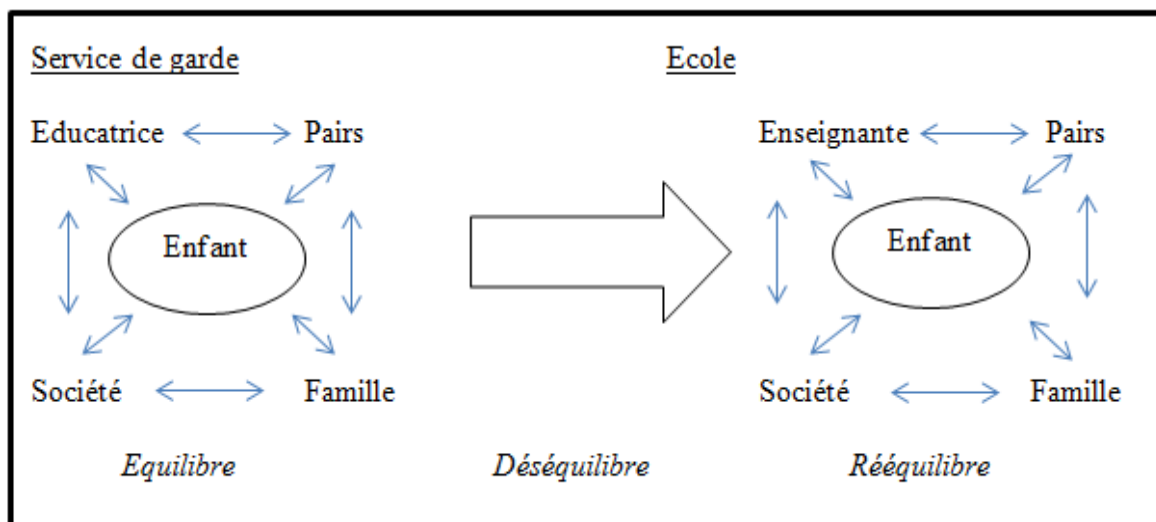 Service de garde
Ecole
Educatrice Pairs
Enseignante Pairs
Enfant
Enfant
Société Famille
Société Famille
Equilibre
Déséquilibre
Rééquilibre